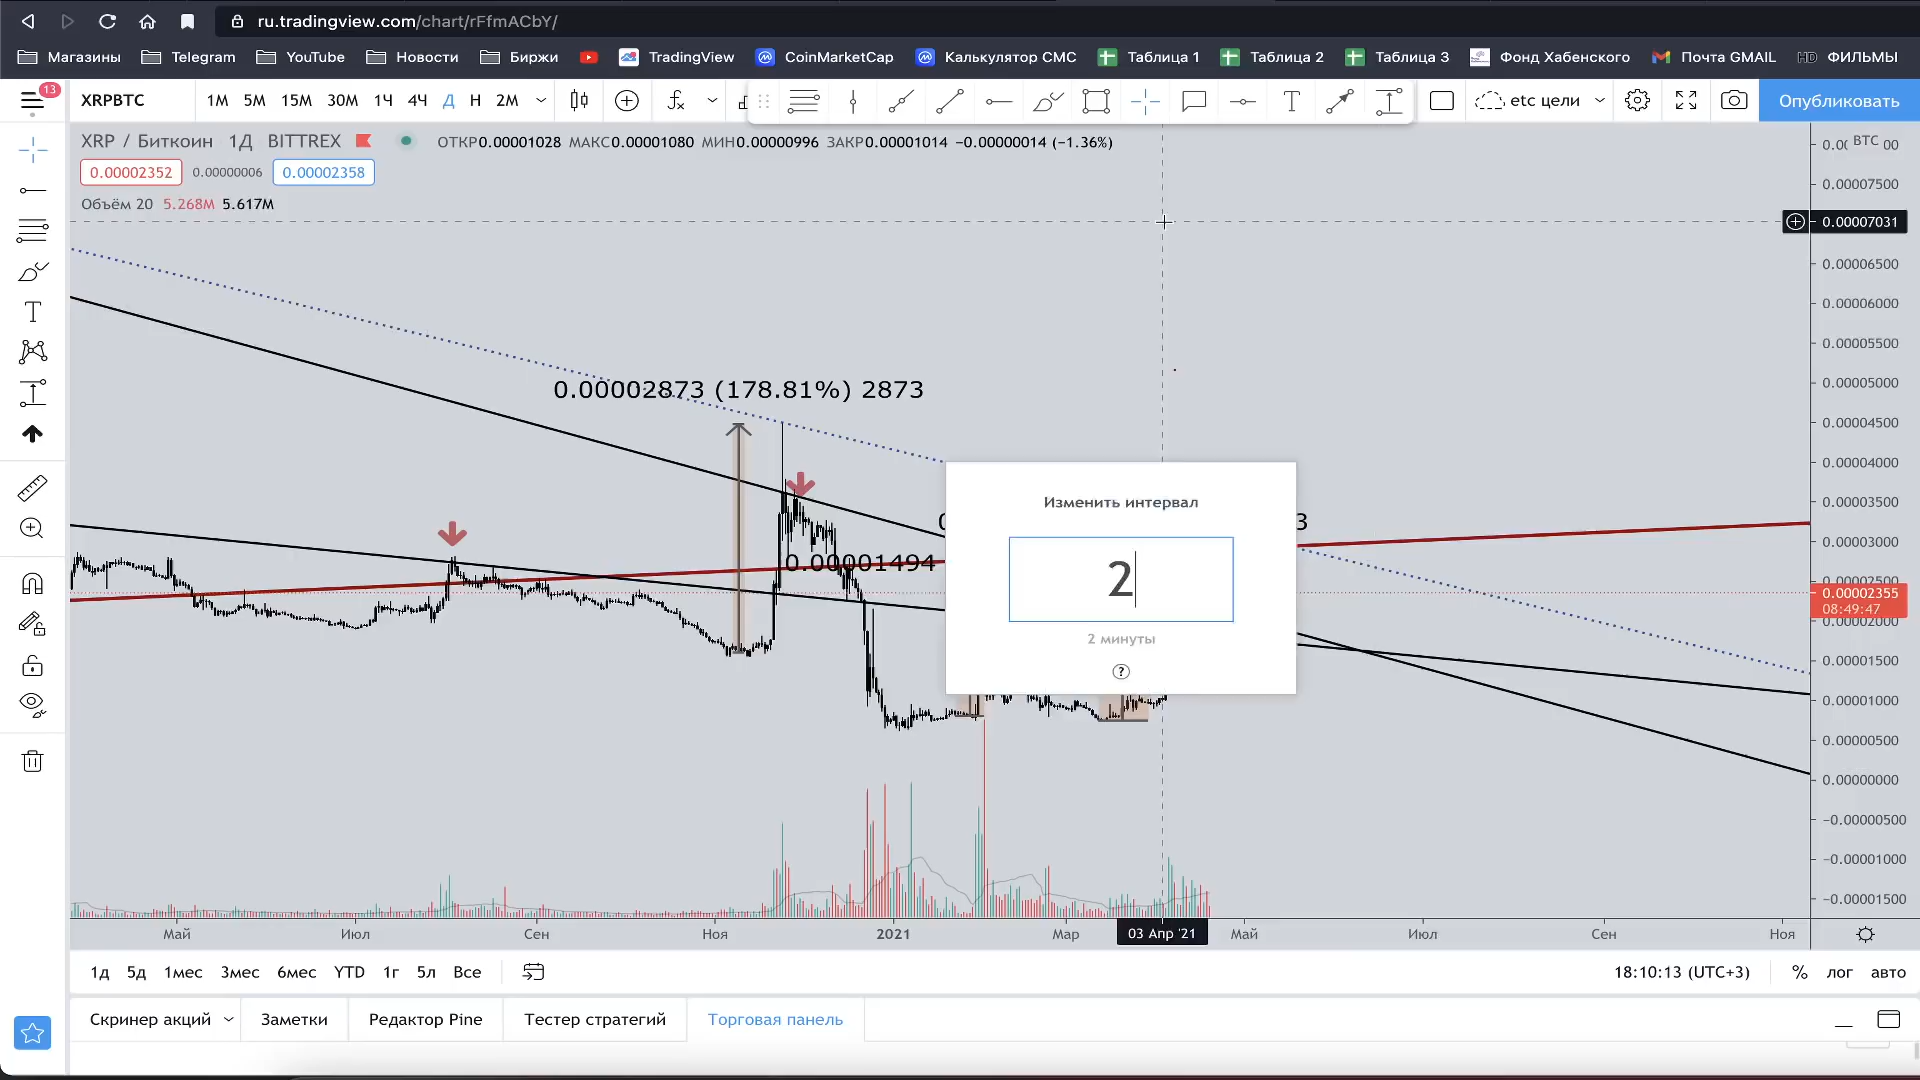 ru.tradingview.com/chart/rFfmACbY/
Магазины Telegram YouTube Новости Биржи TradingView CoinMarketCap Калькулятор CMC Таблица 1 Таблица 2 Таблица 3 Фонд Хабенского Почта GMAIL HD ФИЛЬМЫ
13
XRPBTC 1М 5М 15М 30М 1Ч 4Ч Д Н 2М etc цели Опубликовать
XRP / Биткоин 1Д BITTREX ОТКР0.00001028 МАКС0.00001080 МИН0.00000996 ЗАКР0.00001014 −0.00000014 (−1.36%)
BTC
0.00002352 0.00000006 0.00002358
0.00007500
Объём 20 5.268M 5.617M
0.00007031
0.00006500
0.00006000
0.00005500
0.00005000
0.00002873 (178.81%) 2873
0.00004500
0.00004000
0.00003500
Изменить интервал
3
0.00003000
0.00001494
2
0.00002500
0.00002355
08:49:47
0.00002000
2 минуты
0.00001500
?
0.00001000
0.00000500
0.00000000
−0.00000500
−0.00001000
−0.00001500
Май Июл Сен Ноя 2021 Мар 03 Апр '21 Май Июл Сен Ноя
1д 5д 1мес 3мес 6мес YTD 1г 5л Все 18:10:13 (UTC+3) % лог авто
Скринер акций Заметки Редактор Pine Тестер стратегий Торговая панель